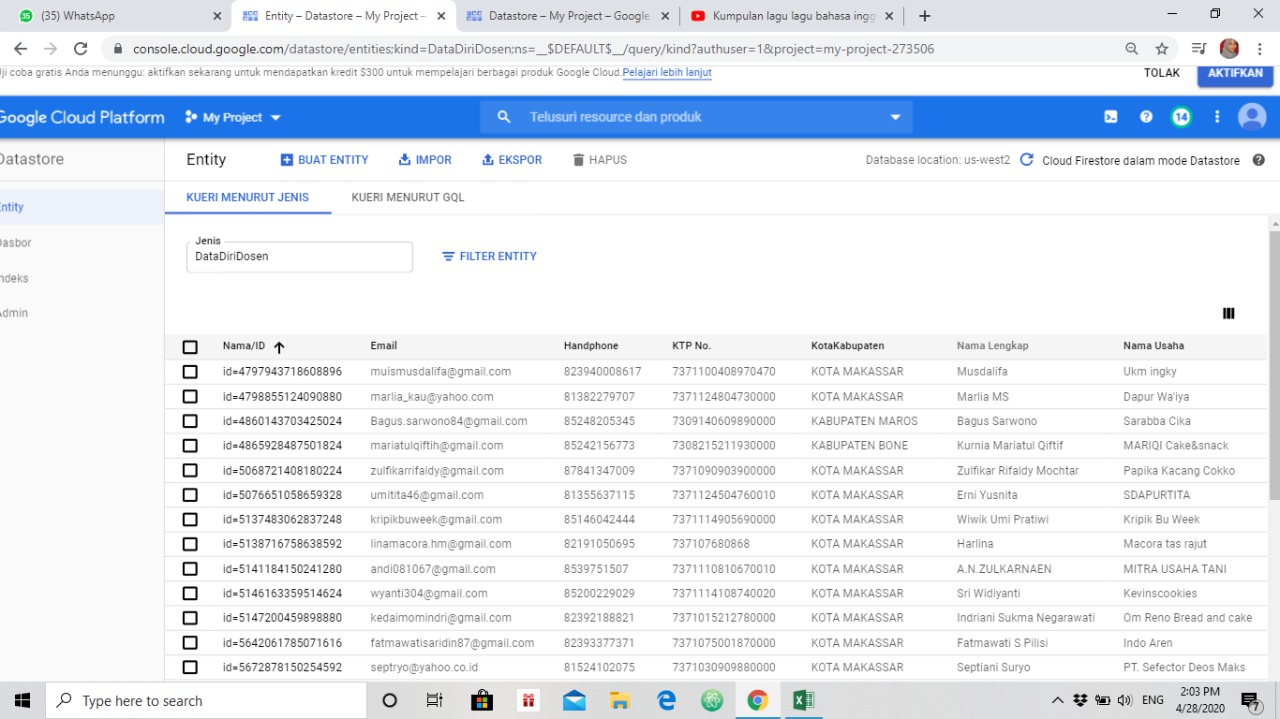 (35) WhatsApp
Entity – Datastore – My Project –
Datastore – My Project – Google
Kumpulan lagu lagu bahasa ingg
console.cloud.google.com/datastore/entities;kind=DataDiriDosen;ns=__$DEFAULT$__/query/kind?authuser=1&project=my-project-273506
Uji coba gratis Anda menunggu: aktifkan sekarang untuk mendapatkan kredit $300 untuk mempelajari berbagai produk Google Cloud. Pelajari lebih lanjut
TOLAK
AKTIFKAN
Google Cloud Platform
My Project
Telusuri resource dan produk
14
Datastore
Entity
BUAT ENTITY
IMPOR
EKSPOR
HAPUS
Database location: us-west2
Cloud Firestore dalam mode Datastore
Entity
Dasbor
Indeks
Admin
KUERI MENURUT JENIS
KUERI MENURUT GQL
Jenis
DataDiriDosen
FILTER ENTITY
Nama/ID Email Handphone KTP No. KotaKabupaten Nama Lengkap Nama Usaha
id=4797943718608896 muismusdalifa@gmail.com 823940008617 7371100408970470 KOTA MAKASSAR Musdalifa Ukm ingky
id=4798855124090880 marlia_kau@yahoo.com 81382279707 7371124804730000 KOTA MAKASSAR Marlia MS Dapur Wa'iya
id=4860143703425024 Bagus.sarwono84@gmail.com 85248205345 7309140609890000 KABUPATEN MAROS Bagus Sarwono Sarabba Cika
id=4865928487501824 mariatulqiftih@gmail.com 85242156773 7308215211930000 KABUPATEN BONE Kurnia Mariatul Qiftif MARIQI Cake&snack
id=5068721408180224 zulfikarrifaldy@gmail.com 87841347009 7371090903900000 KOTA MAKASSAR Zulfikar Rifaldy Mochtar Papika Kacang Cokko
id=5076651058659328 umitita46@gmail.com 81355637115 7371124504760010 KOTA MAKASSAR Erni Yusnita SDAPURTITA
id=5137483062837248 kripikbuweek@gmail.com 85146042444 7371114905690000 KOTA MAKASSAR Wiwik Umi Pratiwi Kripik Bu Week
id=5138716758638592 linamacora.hm@gmail.com 82191050695 737107680868 KOTA MAKASSAR Harlina Macora tas rajut
id=5141184150241280 andi081067@gmail.com 8539751507 7371110810670010 KOTA MAKASSAR A.N.ZULKARNAEN MITRA USAHA TANI
id=5146163359514624 wyanti304@gmail.com 85200229029 7371114108740020 KOTA MAKASSAR Sri Widiyanti Kevinscookies
id=5147200459898880 kedaimomindri@gmail.com 82392188821 7371015212780000 KOTA MAKASSAR Indriani Sukma Negarawati Om Reno Bread and cake
id=5642061785071616 fatmawatisaridin87@gmail.com 82393377371 7371075001870000 KOTA MAKASSAR Fatmawati S Pilisi Indo Aren
id=5672878150254592 septryo@yahoo.co.id 81524102075 7371030909880000 KOTA MAKASSAR Septiani Suryo PT. Sefector Deos Maks
Type here to search
ENG
2:03 PM
4/28/2020
7